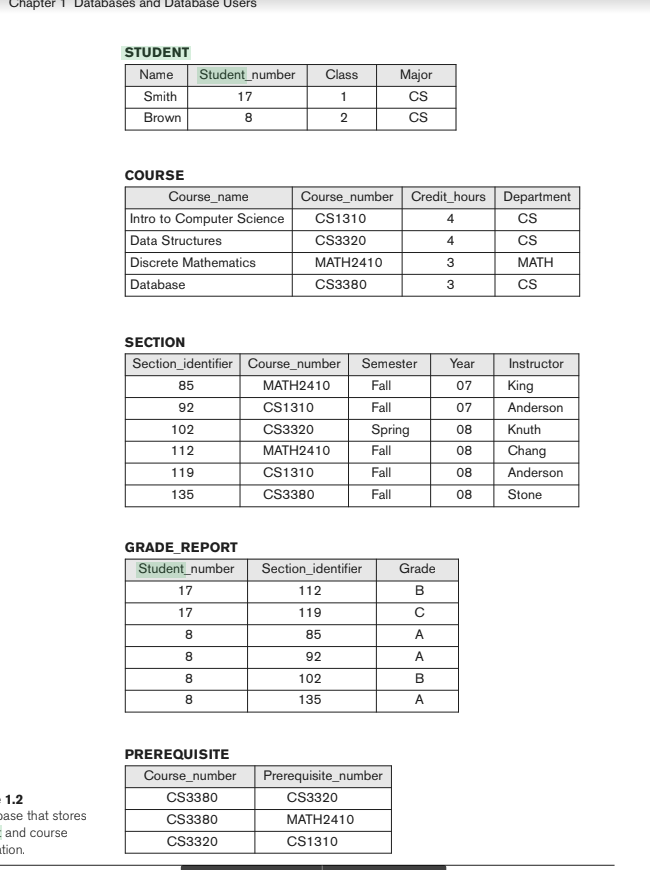 Chapter 1 Databases and Database Users
STUDENT
Name Student_number Class Major
Smith 17 1 CS
Brown 8 2 CS
COURSE
Course_name Course_number Credit_hours Department
Intro to Computer Science CS1310 4 CS
Data Structures CS3320 4 CS
Discrete Mathematics MATH2410 3 MATH
Database CS3380 3 CS
SECTION
Section_identifier Course_number Semester Year Instructor
85 MATH2410 Fall 07 King
92 CS1310 Fall 07 Anderson
102 CS3320 Spring 08 Knuth
112 MATH2410 Fall 08 Chang
119 CS1310 Fall 08 Anderson
135 CS3380 Fall 08 Stone
GRADE_REPORT
Student_number Section_identifier Grade
17 112 B
17 119 C
8 85 A
8 92 A
8 102 B
8 135 A
PREREQUISITE
Course_number Prerequisite_number
CS3380 CS3320
CS3380 MATH2410
CS3320 CS1310
1.2
base that stores
and course